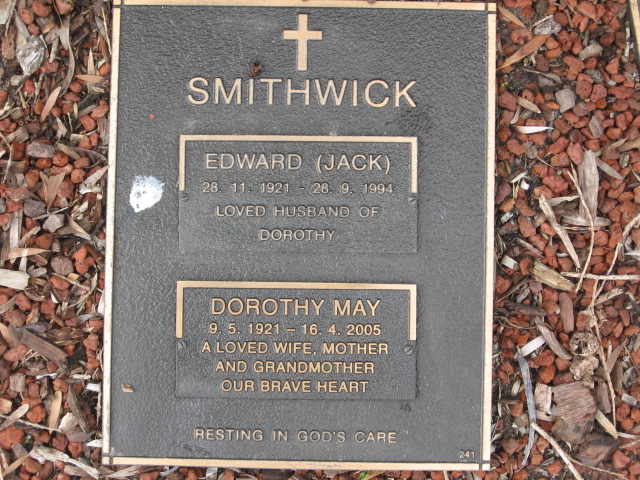 SMITHWICK
EDWARD (JACK)
28. 11. 1921 – 28. 9. 1994
LOVED HUSBAND OF
DOROTHY
DOROTHY MAY
9. 5. 1921 – 16. 4. 2005
A LOVED WIFE, MOTHER
AND GRANDMOTHER
OUR BRAVE HEART
RESTING IN GOD'S CARE
241